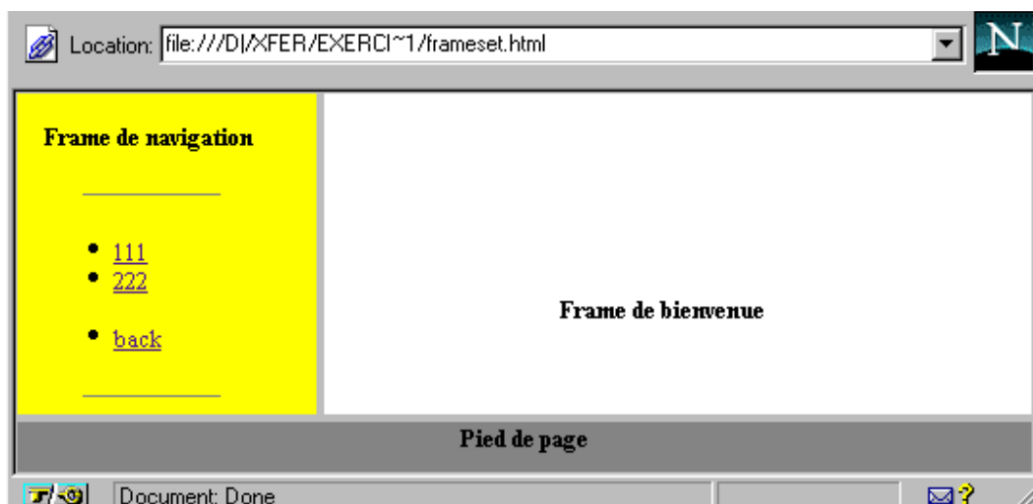 Location: file:///D|/XFER/EXERCI~1/frameset.html
N
Frame de navigation
111
222
back
Frame de bienvenue
Pied de page
Document: Done
?